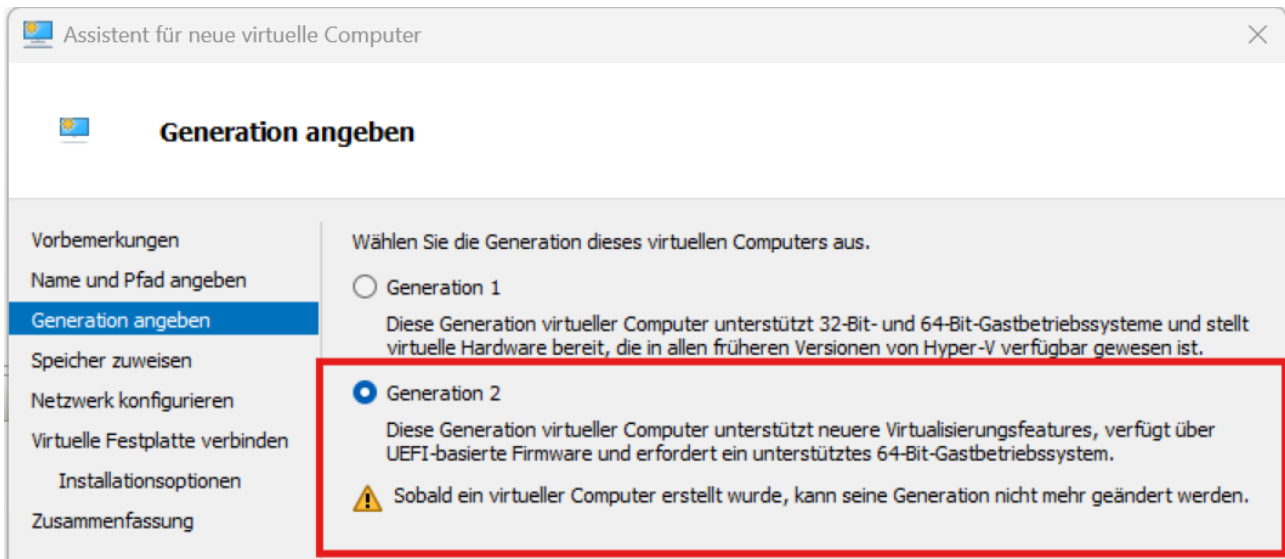 Assistent für neue virtuelle Computer
Generation angeben
Vorbemerkungen
Name und Pfad angeben
Generation angeben
Speicher zuweisen
Netzwerk konfigurieren
Virtuelle Festplatte verbinden
Installationsoptionen
Zusammenfassung
Wählen Sie die Generation dieses virtuellen Computers aus.
Generation 1
Diese Generation virtueller Computer unterstützt 32-Bit- und 64-Bit-Gastbetriebssysteme und stellt
virtuelle Hardware bereit, die in allen früheren Versionen von Hyper-V verfügbar gewesen ist.
Generation 2
Diese Generation virtueller Computer unterstützt neuere Virtualisierungsfeatures, verfügt über
UEFI-basierte Firmware und erfordert ein unterstütztes 64-Bit-Gastbetriebssystem.
Sobald ein virtueller Computer erstellt wurde, kann seine Generation nicht mehr geändert werden.